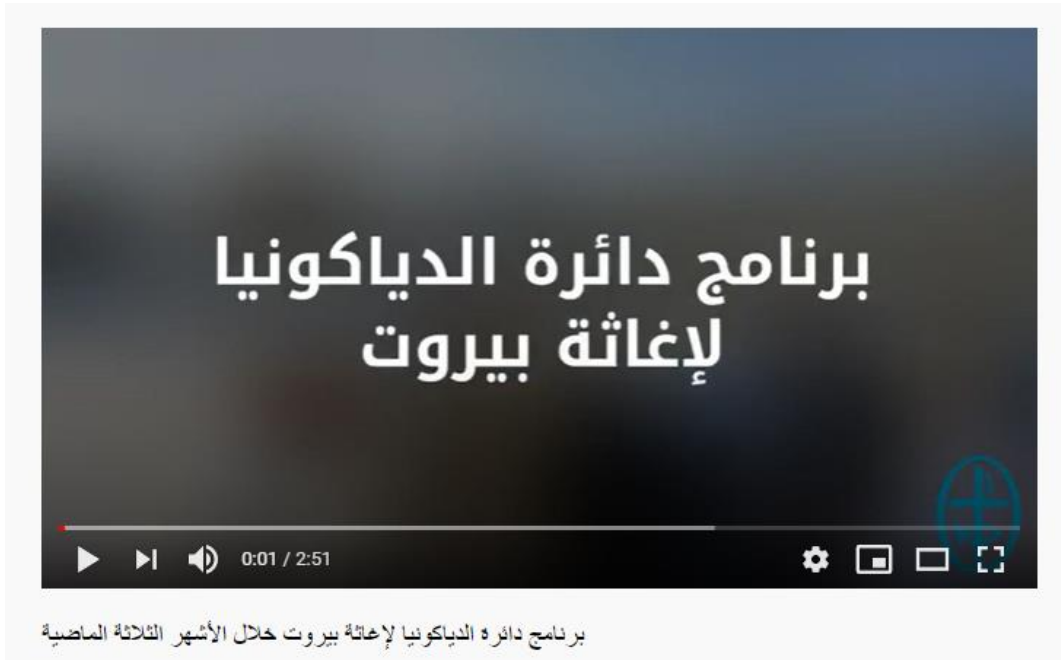 برنامج دائرة الدياكونيا
لإغاثة بيروت
0:01 / 2:51
برنامج دائرة الدياكونيا لإغاثة بيروت خلال الأشهر الثلاثة الماضية